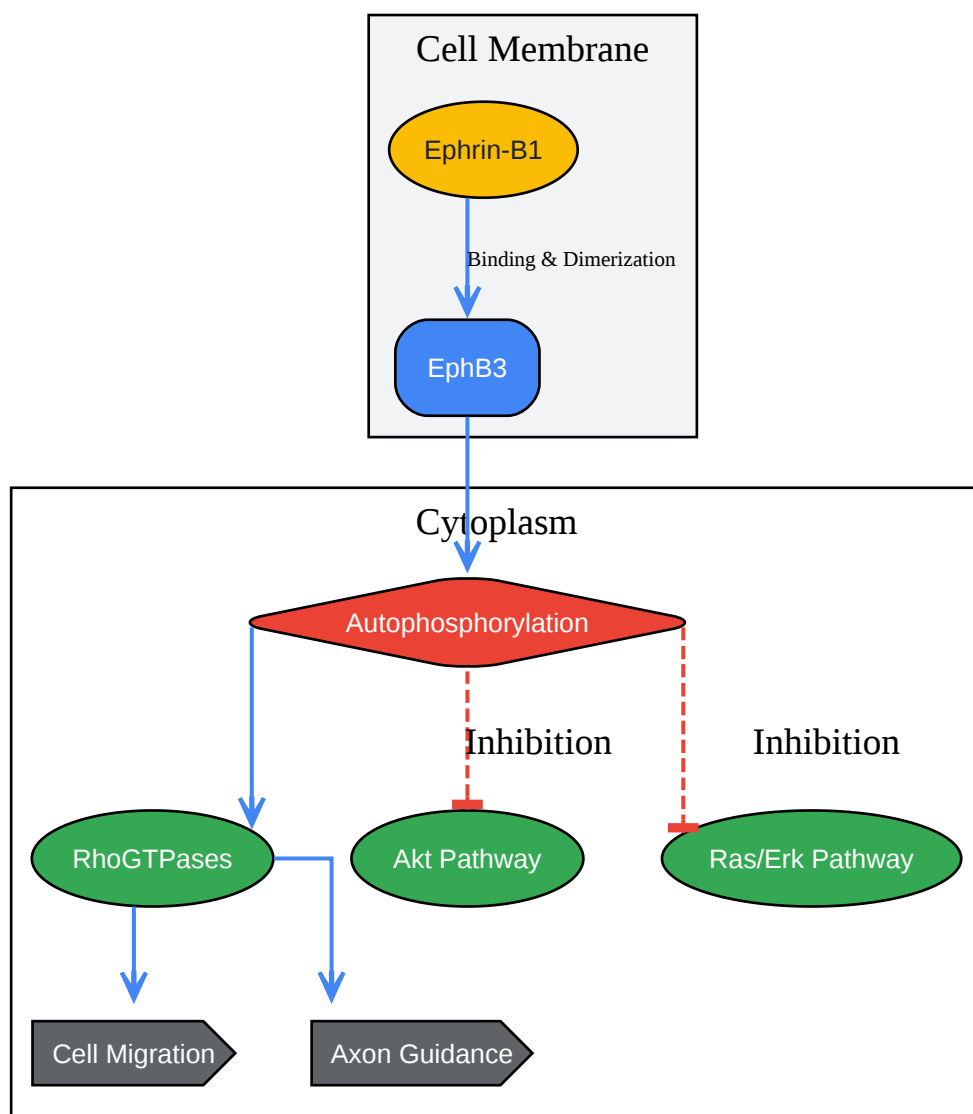 Cell Membrane
Ephrin-B1
Binding & Dimerization
EphB3
Cytoplasm
Autophosphorylation
Inhibition
Inhibition
RhoGTPases
Akt Pathway
Ras/Erk Pathway
Cell Migration
Axon Guidance